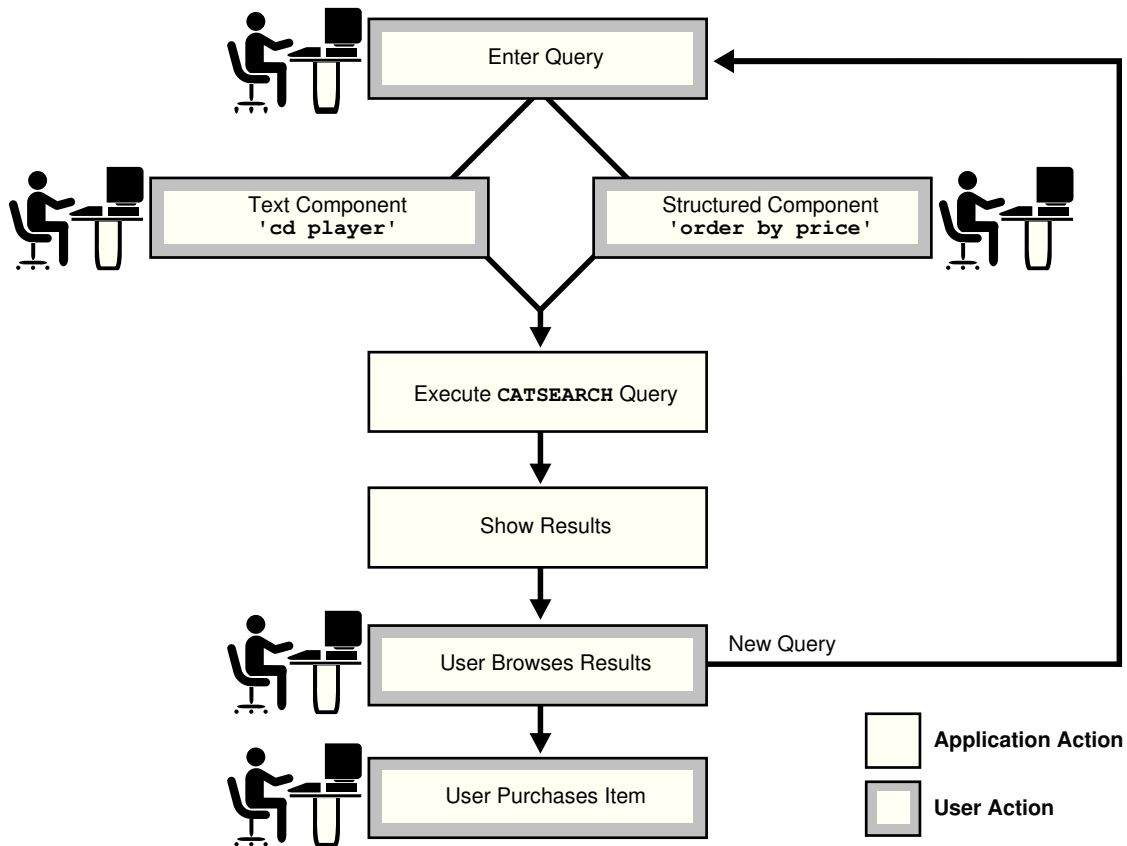 Enter Query
Text Component
'cd player'
Structured Component
'order by price'
Execute CATSEARCH Query
Show Results
User Browses Results
New Query
User Purchases Item
Application Action
User Action